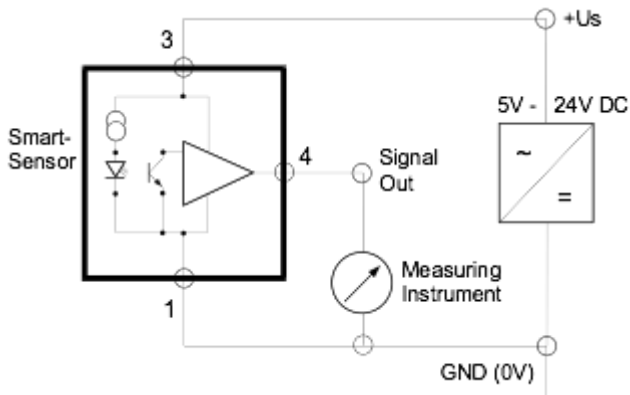 3
+Us
5V - 24V DC
Smart-
Sensor
4
Signal
Out
~
=
Measuring
Instrument
1
GND (0V)